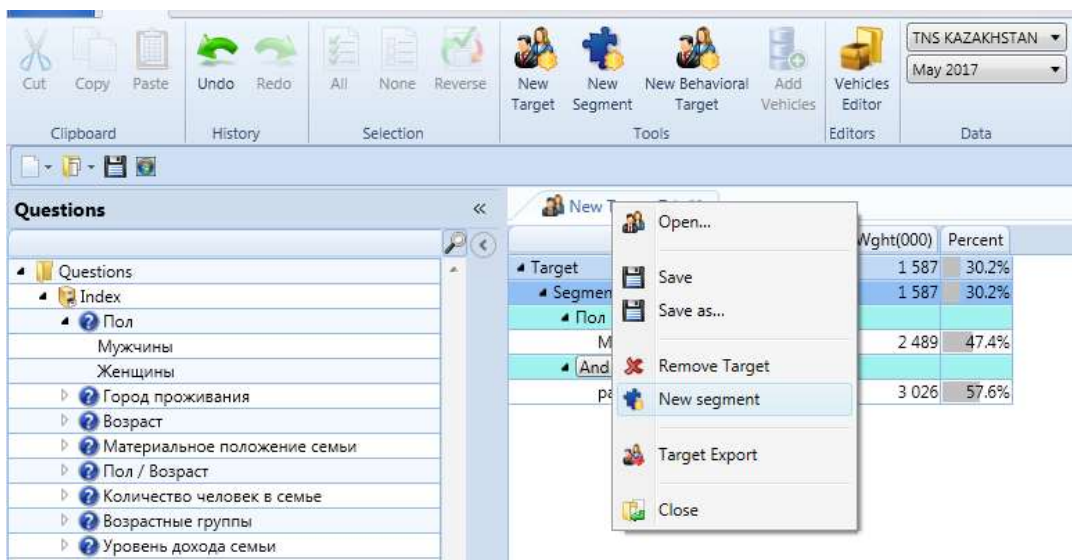 Cut Copy Paste
Clipboard
Undo Redo
History
All None Reverse
Selection
New Target New Segment New Behavioral Target Add Vehicles
Tools
Vehicles Editor
Editors
TNS KAZAKHSTAN
May 2017
Data
Questions
Questions
Index
Пол
Мужчины
Женщины
Город проживания
Возраст
Материальное положение семьи
Пол / Возраст
Количество человек в семье
Возрастные группы
Уровень дохода семьи
New
Wght(000) Percent
Target 1 587 30.2%
1 587 30.2%
Пол
2 489 47.4%
And
3 026 57.6%
Open...
Save
Save as...
Remove Target
New segment
Target Export
Close